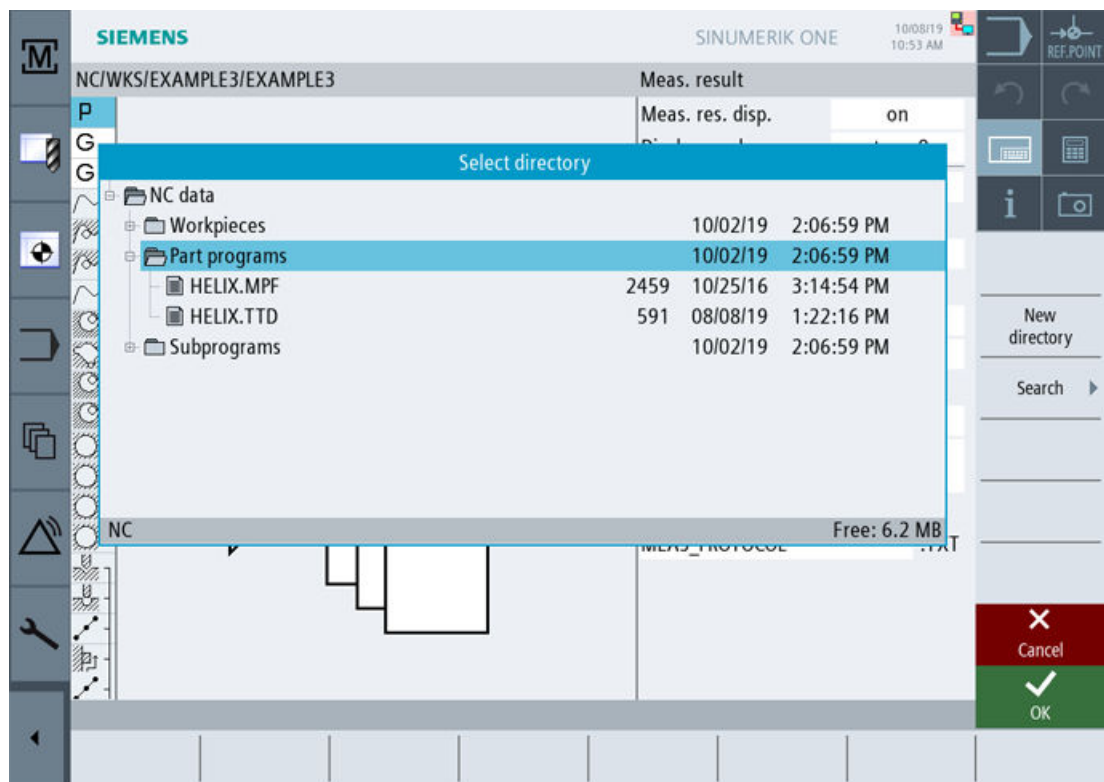 SIEMENS
SINUMERIK ONE
10/08/19
10:53 AM
REF.POINT
M
NC/WKS/EXAMPLE3/EXAMPLE3
Meas. result
P
Meas. res. disp.
on
G
G
Select directory
NC data
Workpieces 10/02/19 2:06:59 PM
Part programs 10/02/19 2:06:59 PM
HELIX.MPF 2459 10/25/16 3:14:54 PM
HELIX.TTD 591 08/08/19 1:22:16 PM
Subprograms 10/02/19 2:06:59 PM
NC
Free: 6.2 MB
MEAS_PROTOCOL
.TXT
i
New
directory
Search
Cancel
OK